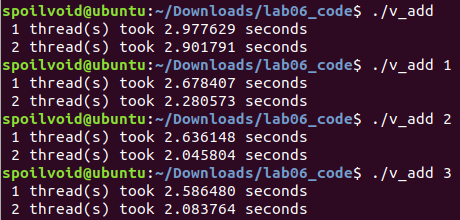 spoilvoid@ubuntu:~/Downloads/lab06_code$ ./v_add
1 thread(s) took 2.977629 seconds
2 thread(s) took 2.901791 seconds
spoilvoid@ubuntu:~/Downloads/lab06_code$ ./v_add 1
1 thread(s) took 2.678407 seconds
2 thread(s) took 2.280573 seconds
spoilvoid@ubuntu:~/Downloads/lab06_code$ ./v_add 2
1 thread(s) took 2.636148 seconds
2 thread(s) took 2.045804 seconds
spoilvoid@ubuntu:~/Downloads/lab06_code$ ./v_add 3
1 thread(s) took 2.586480 seconds
2 thread(s) took 2.083764 seconds